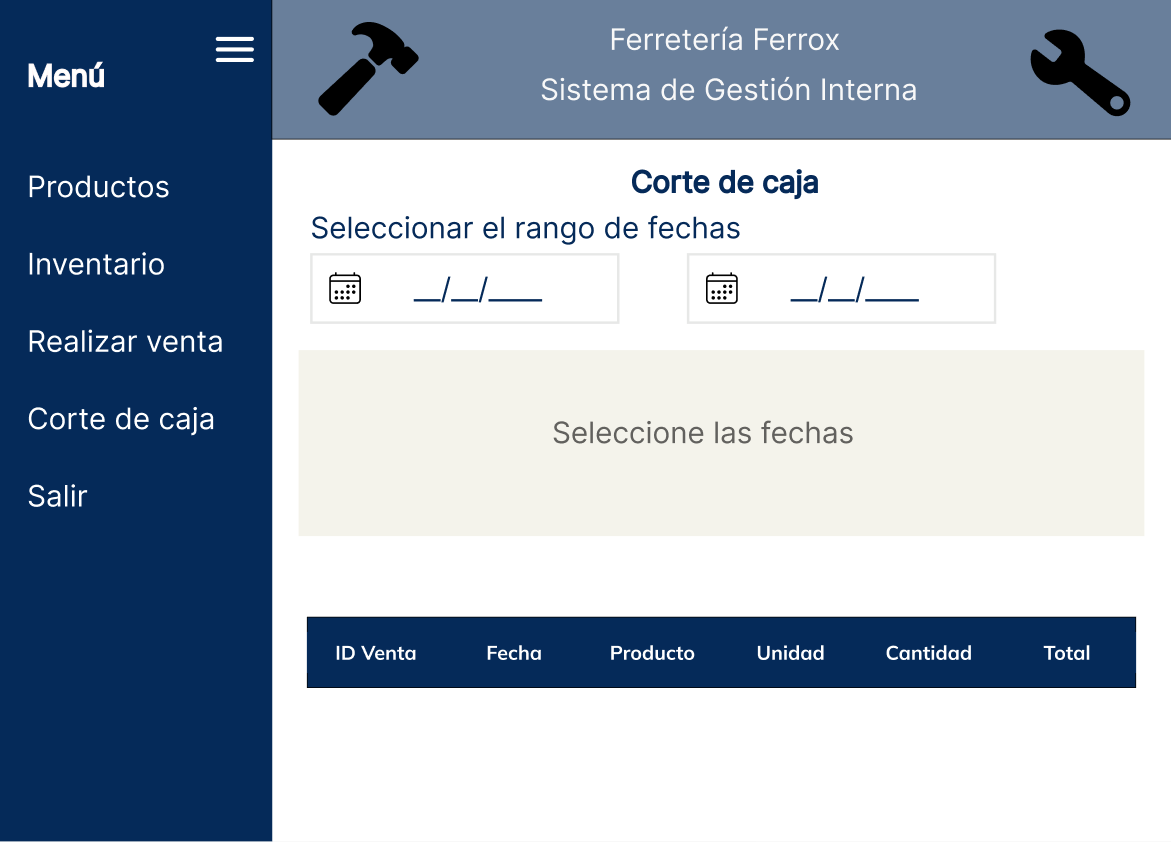 Menú
Productos
Inventario
Realizar venta
Corte de caja
Salir
Ferretería Ferrox
Sistema de Gestión Interna
Corte de caja
Seleccionar el rango de fechas
__/__/____ __/__/____
Seleccione las fechas
ID Venta Fecha Producto Unidad Cantidad Total